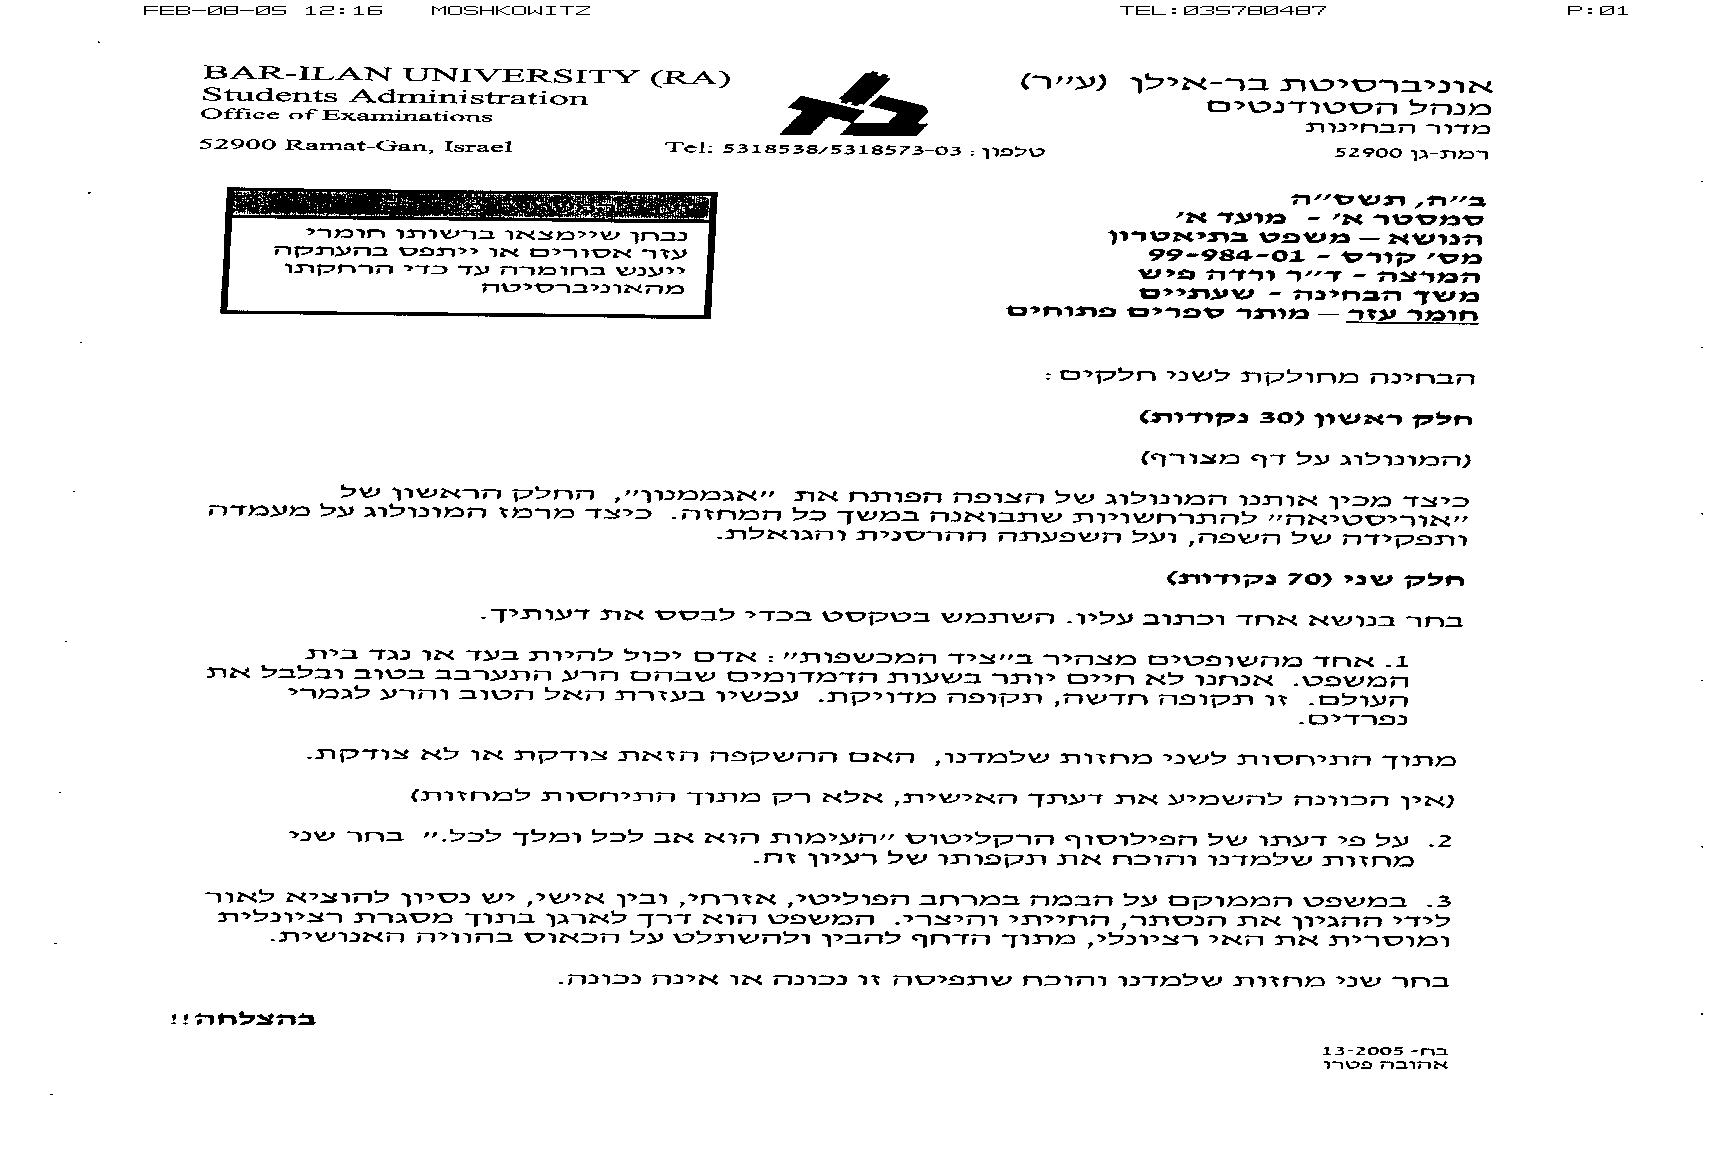 FEB-08-05 12:16 MOSHKOWITZ TEL:035780487 P:01
BAR-ILAN UNIVERSITY (RA)
Students Administration
Office of Examinations
52900 Ramat-Gan, Israel
אוניברסיטת בר-אילן (ע"ר)
מנהל הסטודנטים
מדור הבחינות
רמת-גן 52900
Tel: 5318538/5318573-03 : טלפון
ב"ה, תשס"ה
סמסטר א' - מועד א'
הנושא – משפט בתיאטרון
מס' קורס - 99-984-01
המרצה - ד"ר ורדה פיש
משך הבחינה - שעתיים
חומר עזר – מותר ספרים פתוחים
נבחן שיימצאו ברשותו חומרי
עזר אסורים או ייתפס בהעתקה
ייענש בחומרה עד כדי הרחקתו
מהאוניברסיטה
הבחינה מחולקת לשני חלקים:
חלק ראשון (30 נקודות)
(המונולוג על דף מצורף)
כיצד מכין אותנו המונולוג של הצופה הפותח את "אגממנון", החלק הראשון של
"אוריסטיאה" להתרחשויות שתבואנה במשך כל המחזה. כיצד מרמז המונולוג על מעמדה
ותפקידה של השפה, ועל השפעתה ההרסנית והגואלת.
חלק שני (70 נקודות)
בחר בנושא אחד וכתוב עליו. השתמש בטקסט בכדי לבסס את דעותיך.
1. אחד מהשופטים מצהיר ב"ציד המכשפות": אדם יכול להיות בעד או נגד בית
המשפט. אנחנו לא חיים יותר בשעות הדמדומים שבהם הרע התערבב בטוב ובלבל את
העולם. זו תקופה חדשה, תקופה מדויקת. עכשיו בעזרת האל הטוב והרע לגמרי
נפרדים.
מתוך התיחסות לשני מחזות שלמדנו, האם ההשקפה הזאת צודקת או לא צודקת.
(אין הכוונה להשמיע את דעתך האישית, אלא רק מתוך התיחסות למחזות)
2. על פי דעתו של הפילוסוף הרקליטוס "העימות הוא אב לכל ומלך לכל." בחר שני
מחזות שלמדנו והוכח את תקפותו של רעיון זה.
3. במשפט הממוקם על הבמה במרחב הפוליטי, אזרחי, ובין אישי, יש נסיון להוציא לאור
לידי ההגיון את הנסתר, החייתי והיצרי. המשפט הוא דרך לארגן בתוך מסגרת רציונלית
ומוסרית את האי רציונלי, מתוך הדחף להבין ולהשתלט על הכאוס בהוויה האנושית.
בחר שני מחזות שלמדנו והוכח שתפיסה זו נכונה או אינה נכונה.
בהצלחה!!
בח- 13-2005
אהובה פטרו